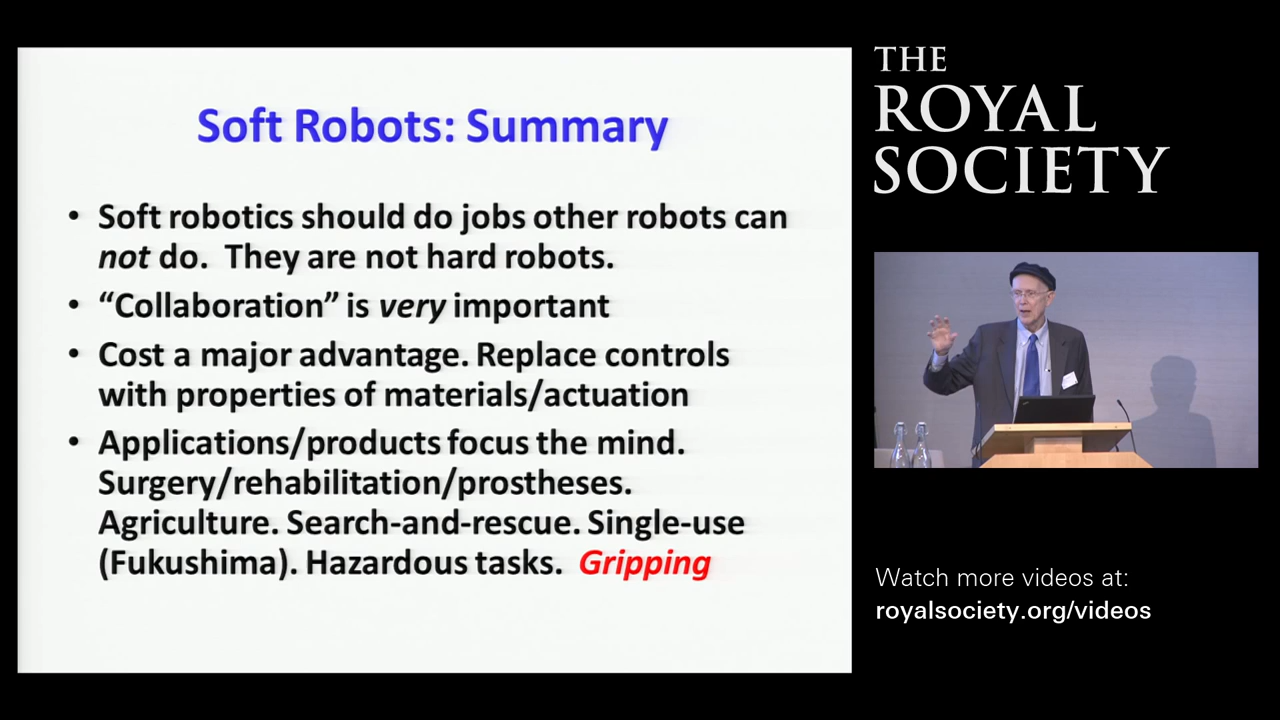 Soft Robots: Summary
• Soft robotics should do jobs other robots can
not do.  They are not hard robots.
• “Collaboration” is very important
• Cost a major advantage. Replace controls
with properties of materials/actuation
• Applications/products focus the mind.
Surgery/rehabilitation/prostheses.
Agriculture. Search-and-rescue. Single-use
(Fukushima). Hazardous tasks.  Gripping
THE
ROYAL
SOCIETY
Watch more videos at:
royalsociety.org/videos